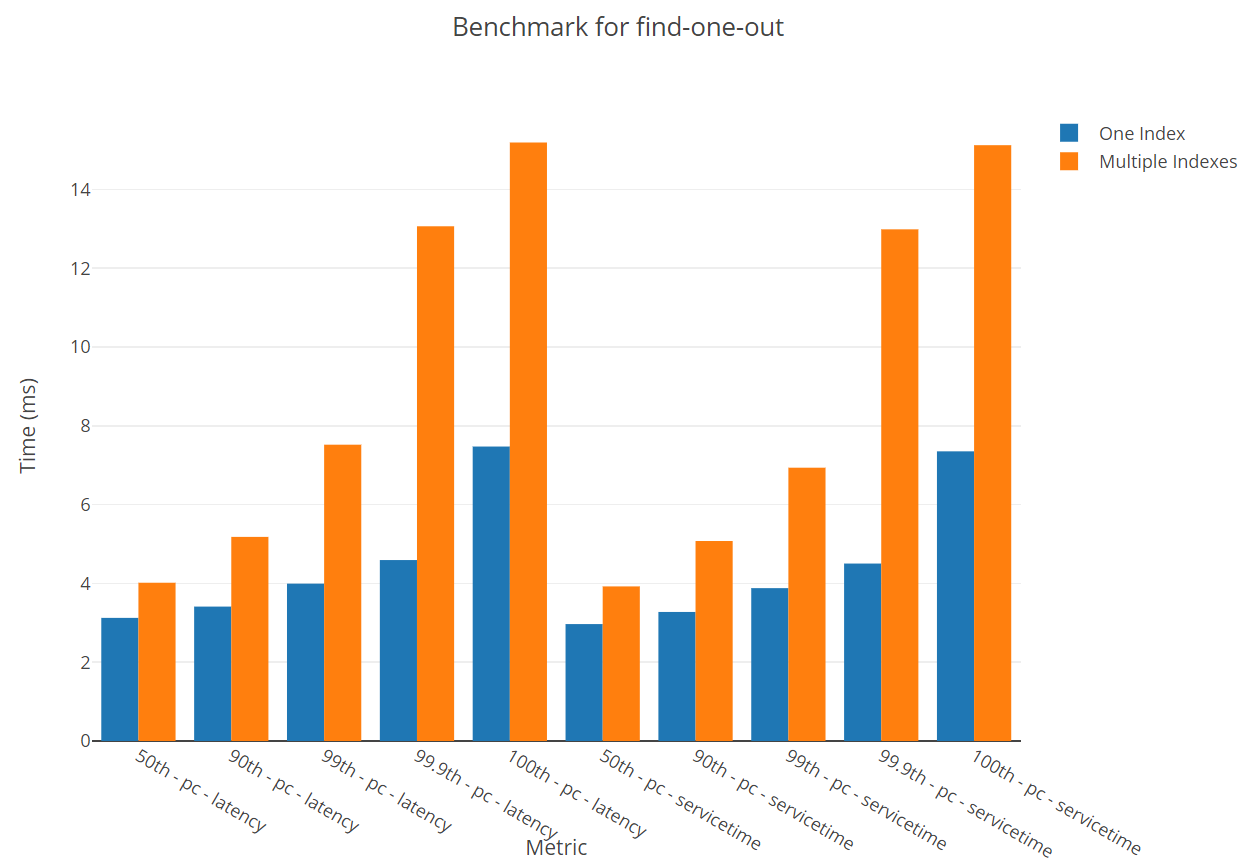 Benchmark for find-one-out
One Index
Multiple Indexes
Time (ms)
14
12
10
8
6
4
2
0
50th - pc - latency
90th - pc - latency
99th - pc - latency
99.9th - pc - latency
100th - pc - latency
50th - pc - servicetime
90th - pc - servicetime
99th - pc - servicetime
99.9th - pc - servicetime
100th - pc - servicetime
Metric